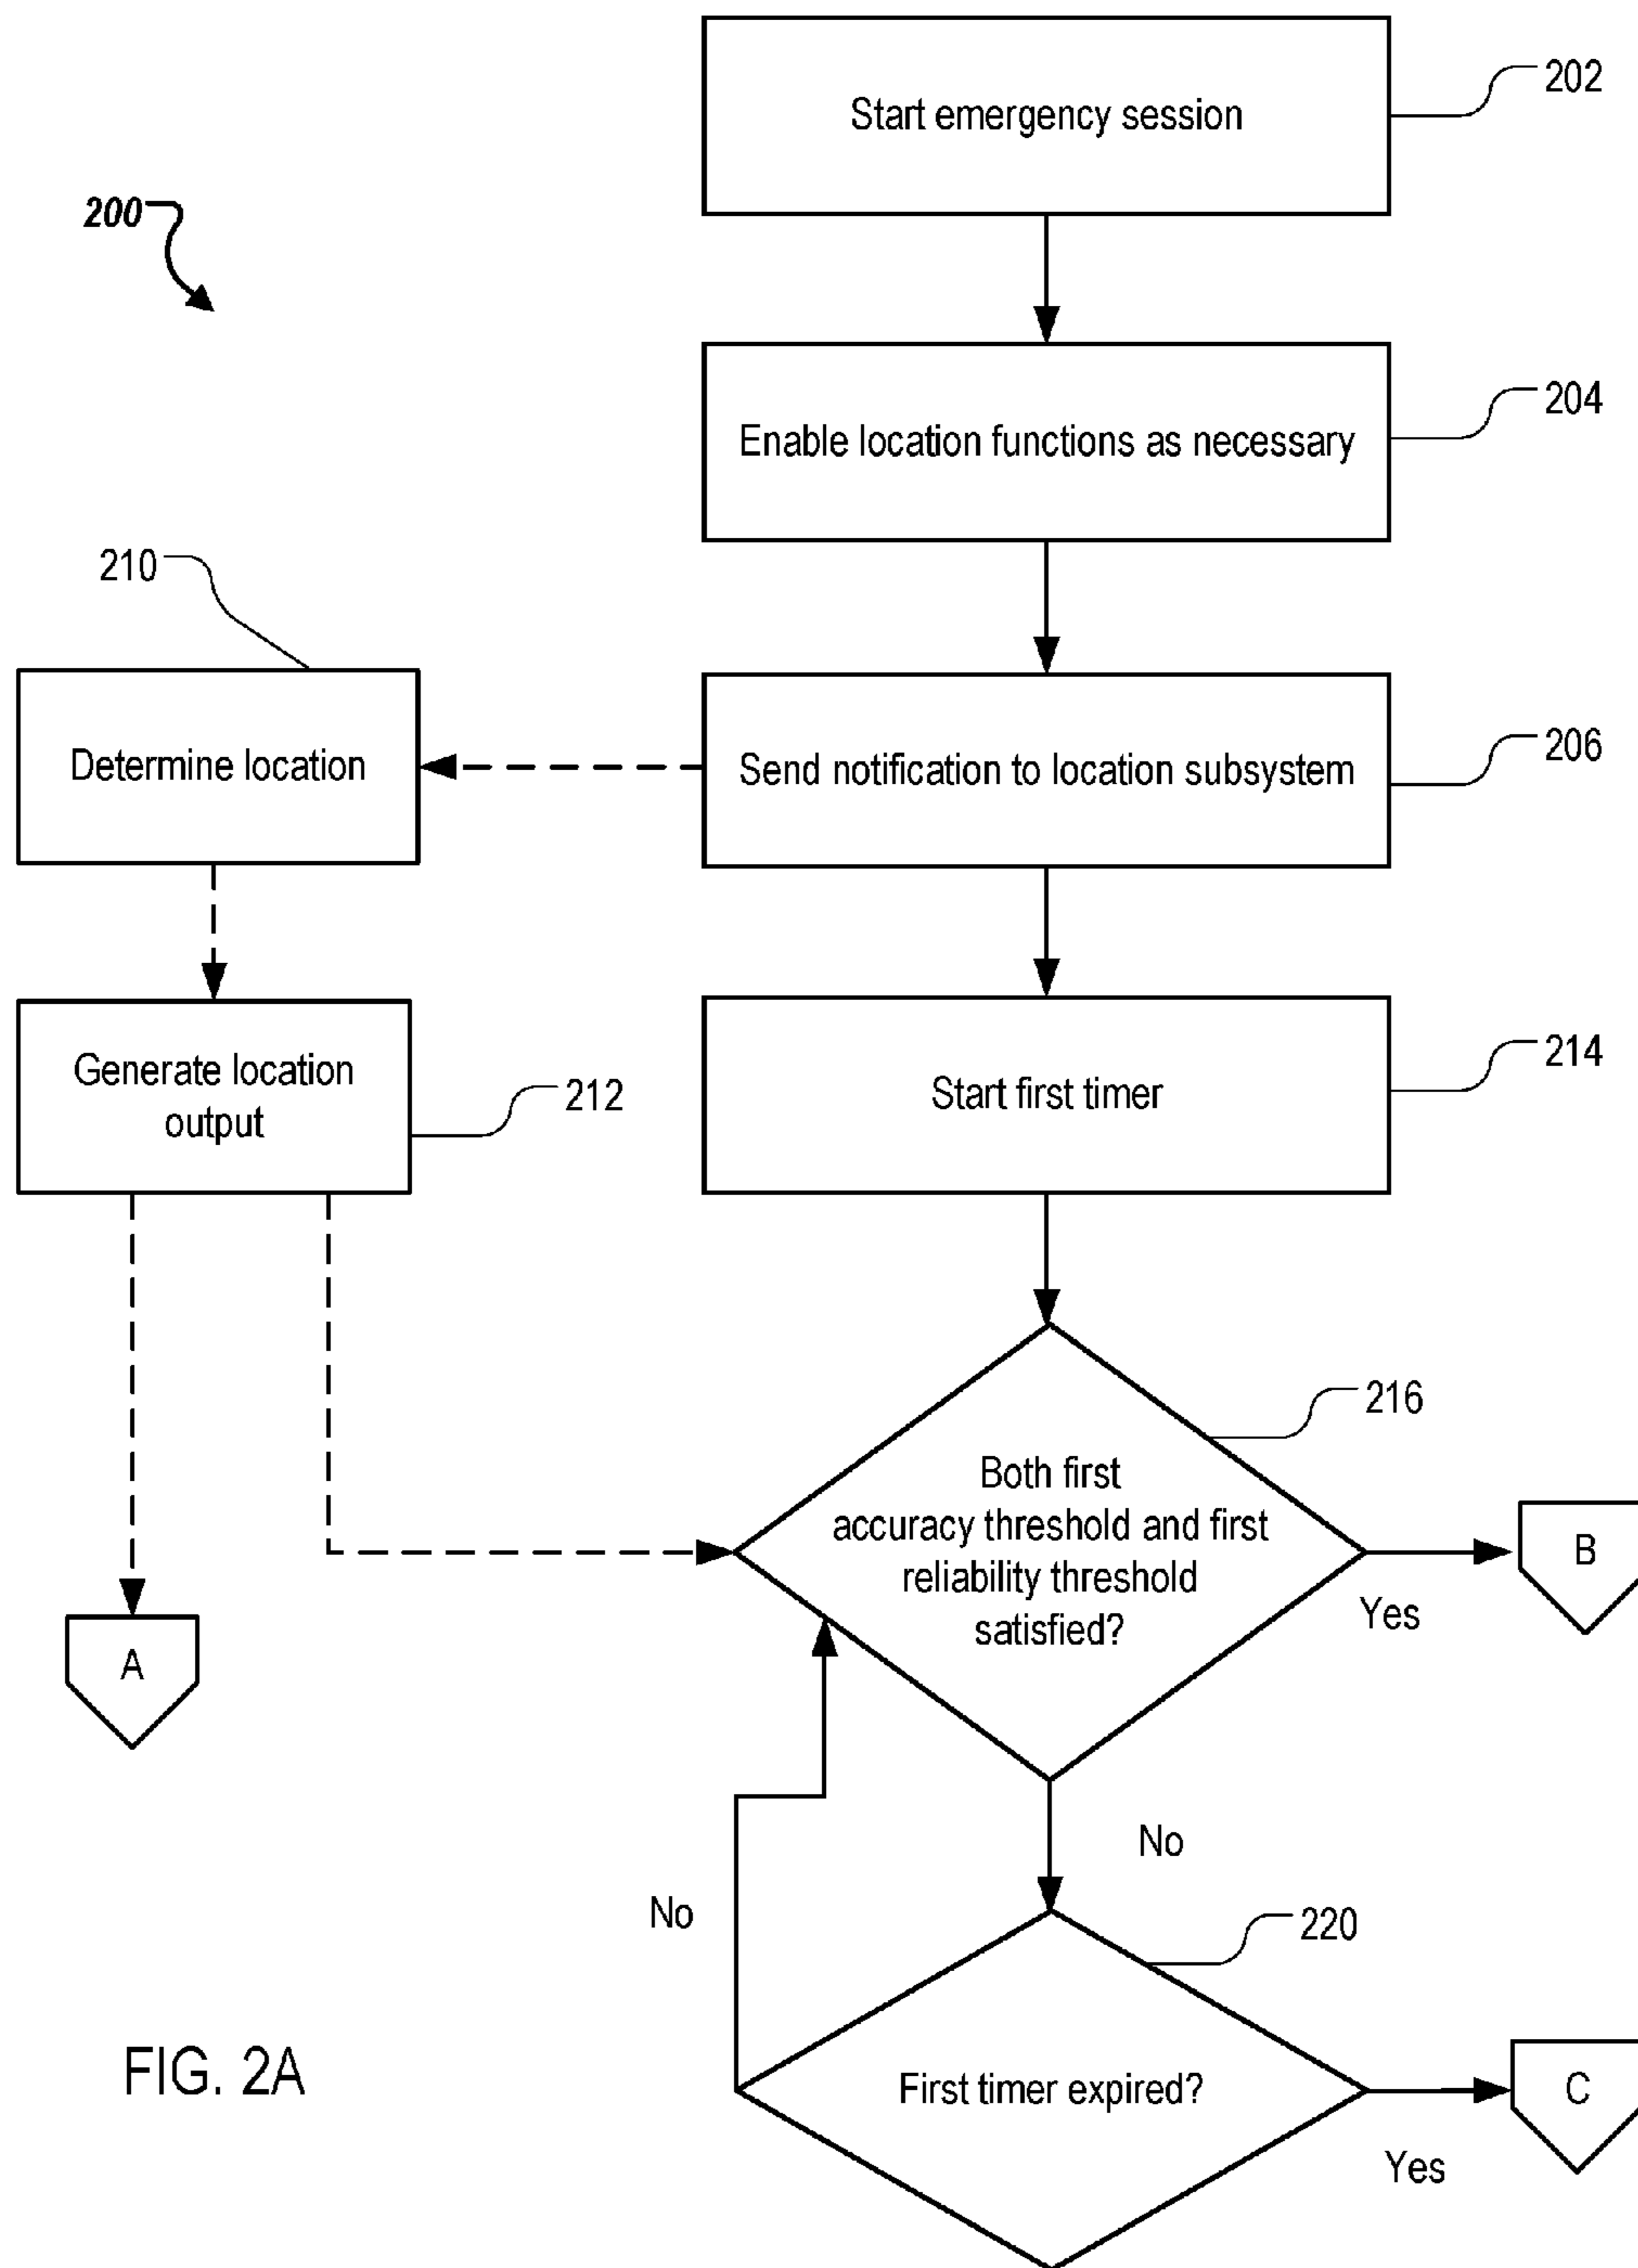 Start emergency session
202
200
Enable location functions as necessary
204
210
Determine location
Send notification to location subsystem
206
Generate location
output
212
Start first timer
214
216
Both first
accuracy threshold and first
reliability threshold
satisfied?
B
Yes
A
No
No
220
First timer expired?
C
Yes
FIG. 2A